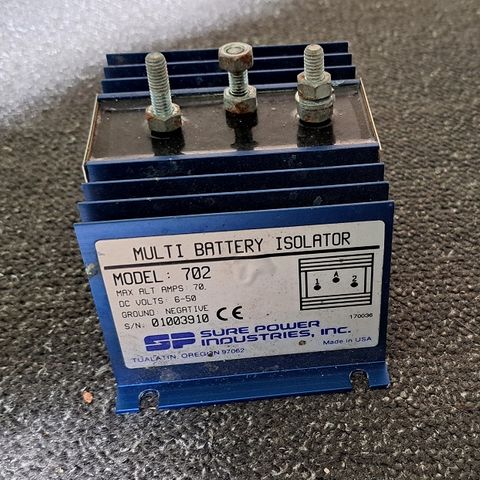 MULTI BATTERY ISOLATOR
MODEL: 702
MAX ALT AMPS: 70.
DC VOLTS: 6-50
GROUND: NEGATIVE
S/N. 01003910 CE
1 A 2
170036
SP SURE POWER
INDUSTRIES, INC.
TUALATIN, OREGON 97062
Made in USA